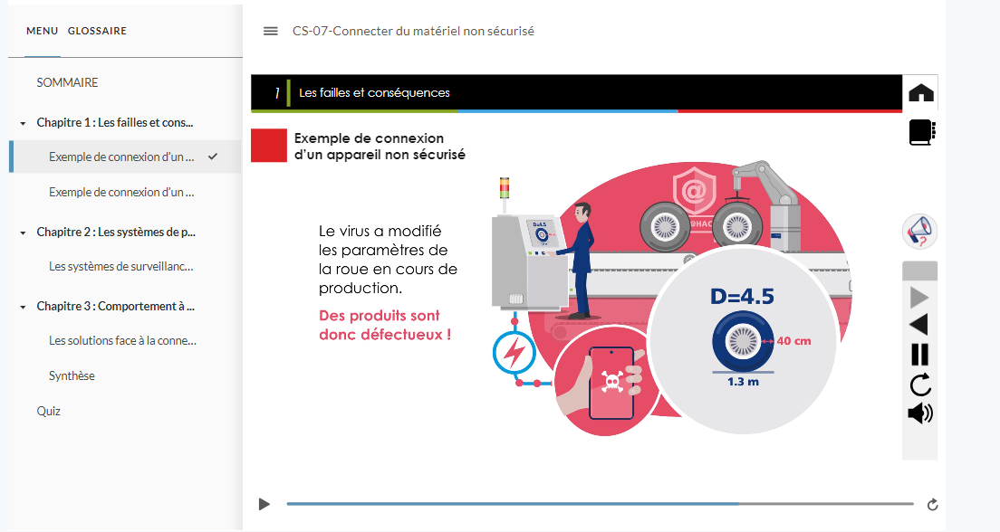 MENU GLOSSAIRE
SOMMAIRE
Chapitre 1 : Les failles et cons...
Exemple de connexion d'un ...
Exemple de connexion d'un ...
Chapitre 2 : Les systèmes de p...
Les systèmes de surveillanc...
Chapitre 3 : Comportement à ...
Les solutions face à la conne...
Synthèse
Quiz
CS-07-Connecter du matériel non sécurisé
1 Les failles et conséquences
Exemple de connexion
d'un appareil non sécurisé
Le virus a modifié
les paramètres de
la roue en cours de
production.
Des produits sont
donc défectueux !
D=4.5
@
D=4.5
40 cm
1.3 m
?